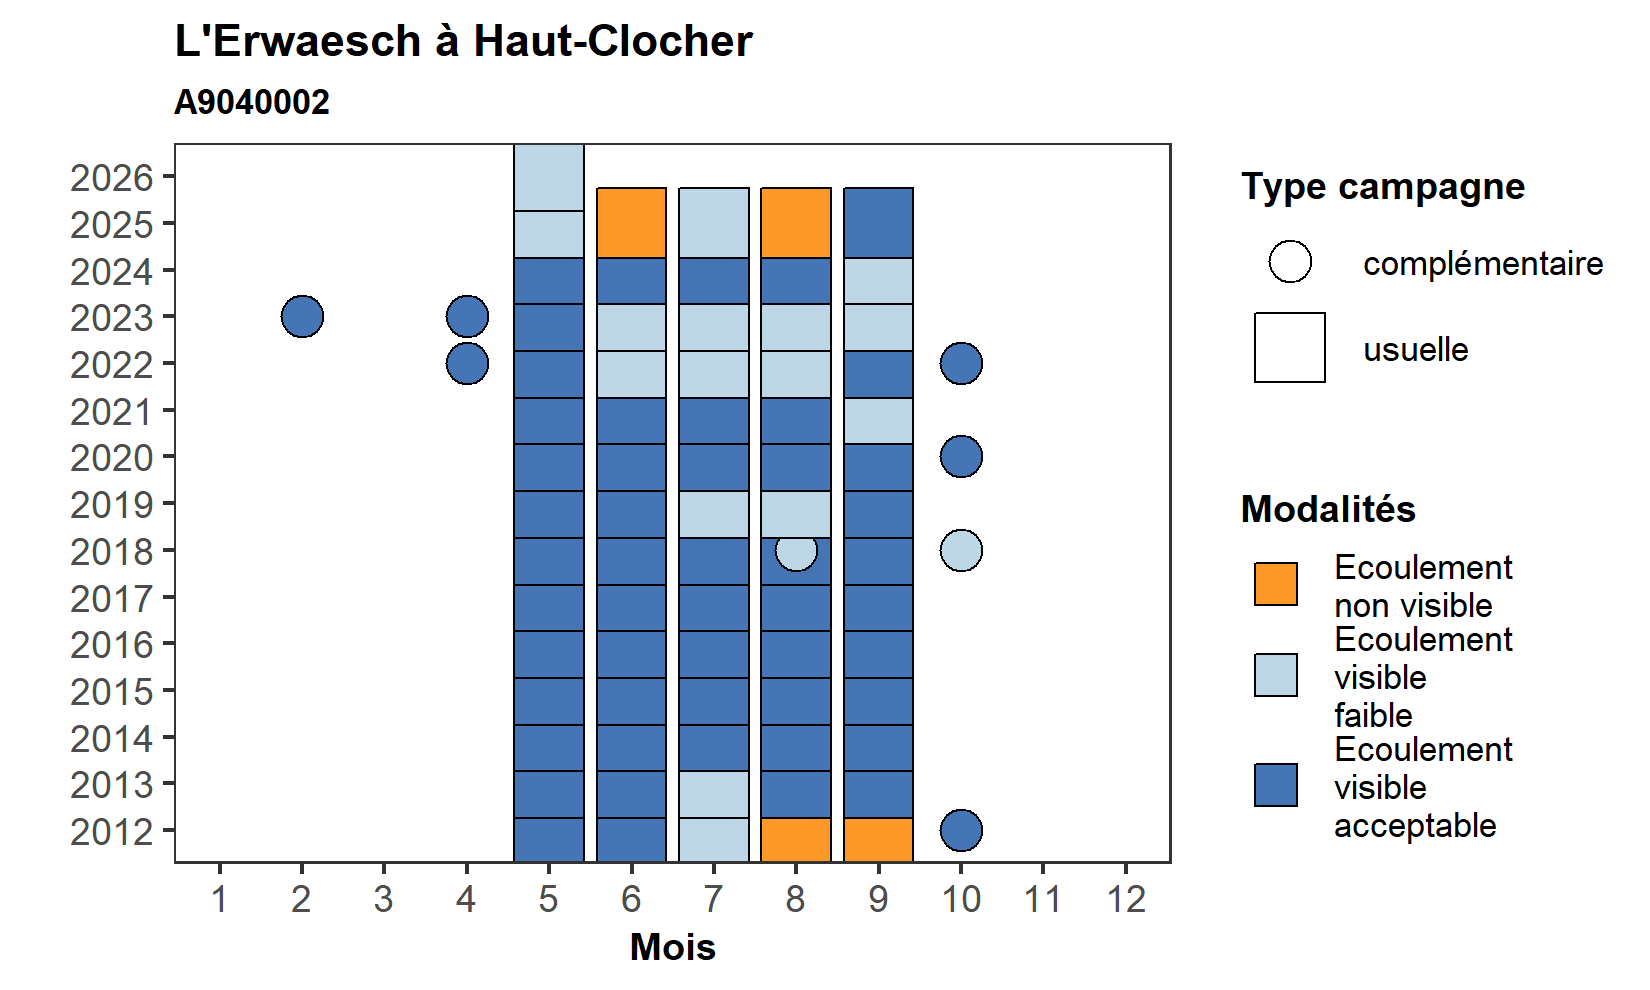 L'Erwaesch à Haut-Clocher
A9040002
2026
2025
2024
2023
2022
2021
2020
2019
2018
2017
2016
2015
2014
2013
2012
1 2 3 4 5 6 7 8 9 10 11 12
Mois
Type campagne
complémentaire
usuelle
Modalités
Ecoulement
non visible
Ecoulement
visible
faible
Ecoulement
visible
acceptable